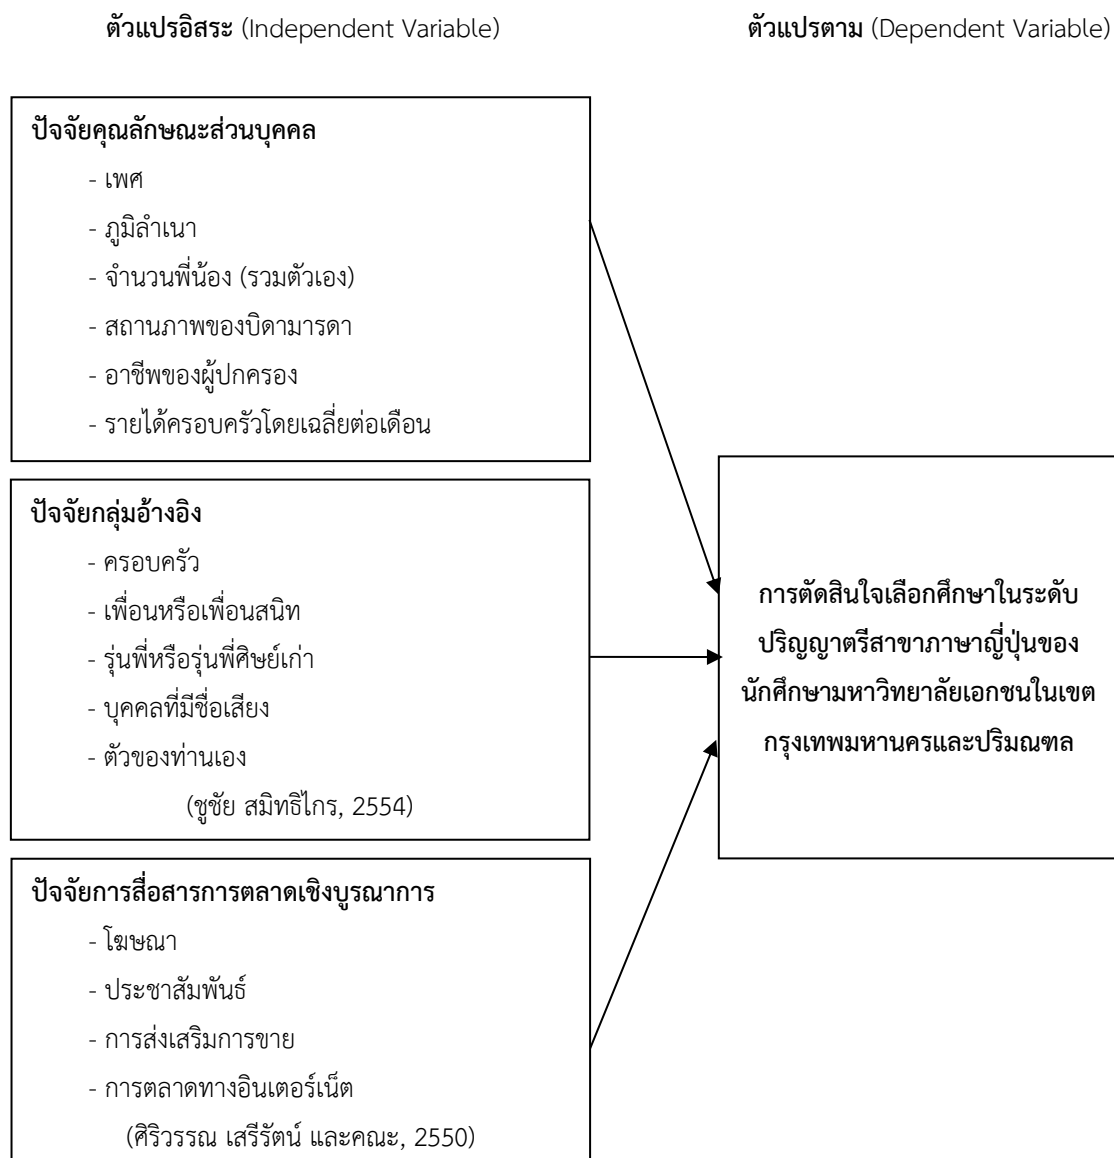 ตัวแปรอิสระ (Independent Variable)
ตัวแปรตาม (Dependent Variable)
ปัจจัยคุณลักษณะส่วนบุคคล
- เพศ
- ภูมิลำเนา
- จำนวนพี่น้อง (รวมตัวเอง)
- สถานภาพของบิดามารดา
- อาชีพของผู้ปกครอง
- รายได้ครอบครัวโดยเฉลี่ยต่อเดือน
ปัจจัยกลุ่มอ้างอิง
- ครอบครัว
- เพื่อนหรือเพื่อนสนิท
- รุ่นพี่หรือรุ่นพี่ศิษย์เก่า
- บุคคลที่มีชื่อเสียง
- ตัวของท่านเอง
(ชูชัย สมิทธิไกร, 2554)
ปัจจัยการสื่อสารการตลาดเชิงบูรณาการ
- โฆษณา
- ประชาสัมพันธ์
- การส่งเสริมการขาย
- การตลาดทางอินเตอร์เน็ต
(ศิริวรรณ เสรีรัตน์ และคณะ, 2550)
การตัดสินใจเลือกศึกษาในระดับ
ปริญญาตรีสาขาภาษาญี่ปุ่นของ
นักศึกษามหาวิทยาลัยเอกชนในเขต
กรุงเทพมหานครและปริมณฑล